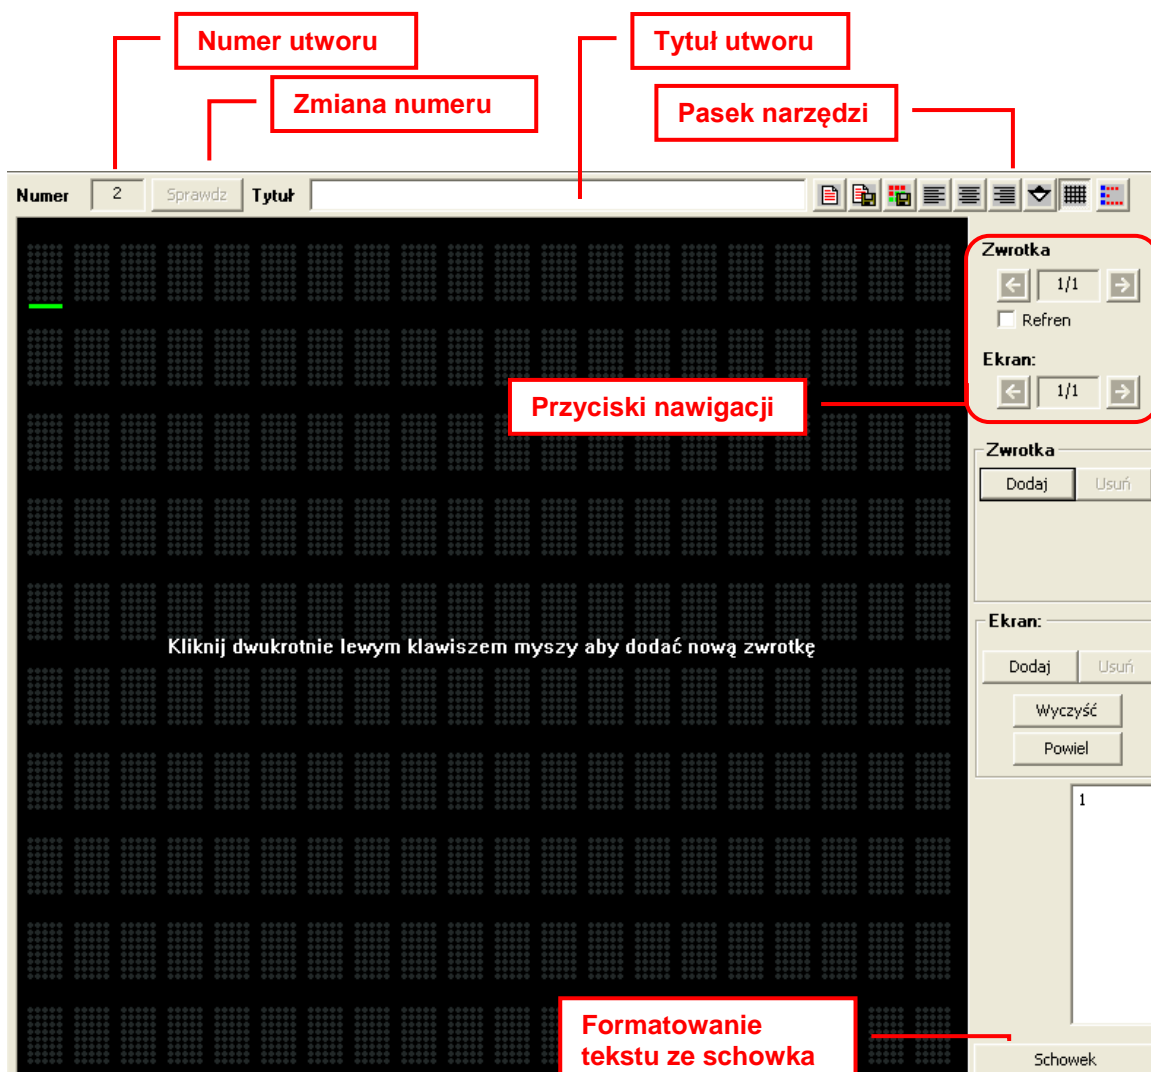 Numer utworu
Tytuł utworu
Zmiana numeru
Pasek narzędzi
Numer 2 Sprawdz Tytuł
Zwrotka
1/1
Refren
Ekran:
1/1
Przyciski nawigacji
Zwrotka
Dodaj Usuń
Ekran:
Kliknij dwukrotnie lewym klawiszem myszy aby dodać nową zwrotkę
Dodaj Usuń
Wyczyść
Powiel
1
Formatowanie
tekstu ze schowka
Schowek